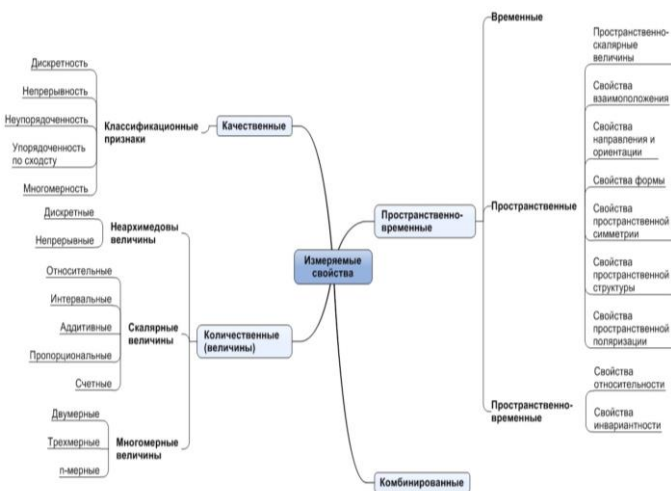 Дискретность
Непрерывность
Неупорядоченность
Упорядоченность
по сходсту
Многомерность
Классификационные
признаки
Качественные
Дискретные
Непрерывные
Неархимедовы
величины
Относительные
Интервальные
Аддитивные
Пропорциональные
Счетные
Скалярные
величины
Количественные
(величины)
Двумерные
Трехмерные
n-мерные
Многомерные
величины
Измеряемые
свойства
Пространственно-
временные
Временные
Пространственные
Пространственно-
скалярные
величины
Свойства
взаимоположения
Свойства
направления и
ориентации
Свойства формы
Свойства
пространственной
симметрии
Свойства
пространственной
структуры
Свойства
пространственной
поляризации
Пространственно-
временные
Свойства
относительности
Свойства
инвариантности
Комбинированные